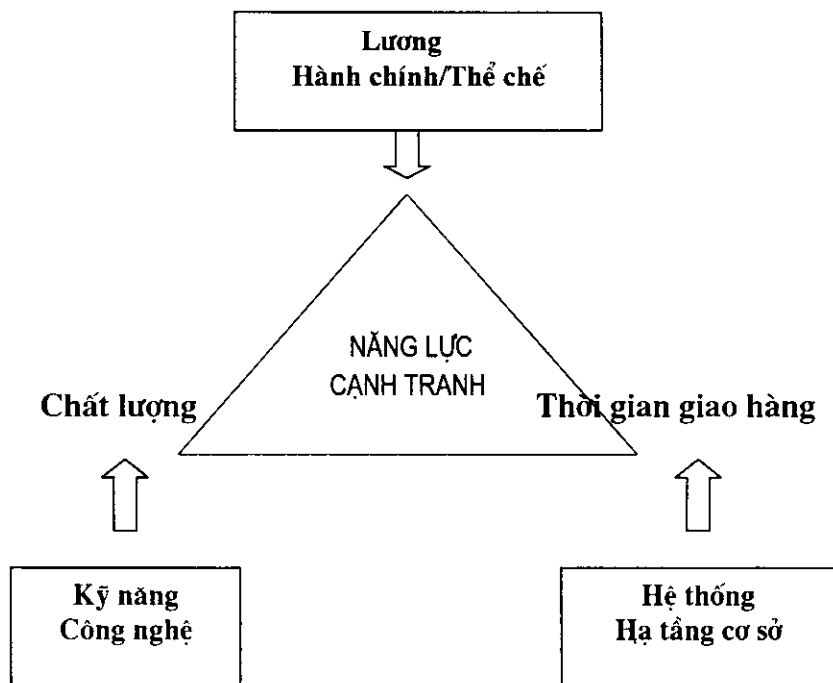 Lương
Hành chính/Thể chế
NĂNG LỰC
CẠNH TRANH
Chất lượng
Thời gian giao hàng
Kỹ năng
Công nghệ
Hệ thống
Hạ tầng cơ sở